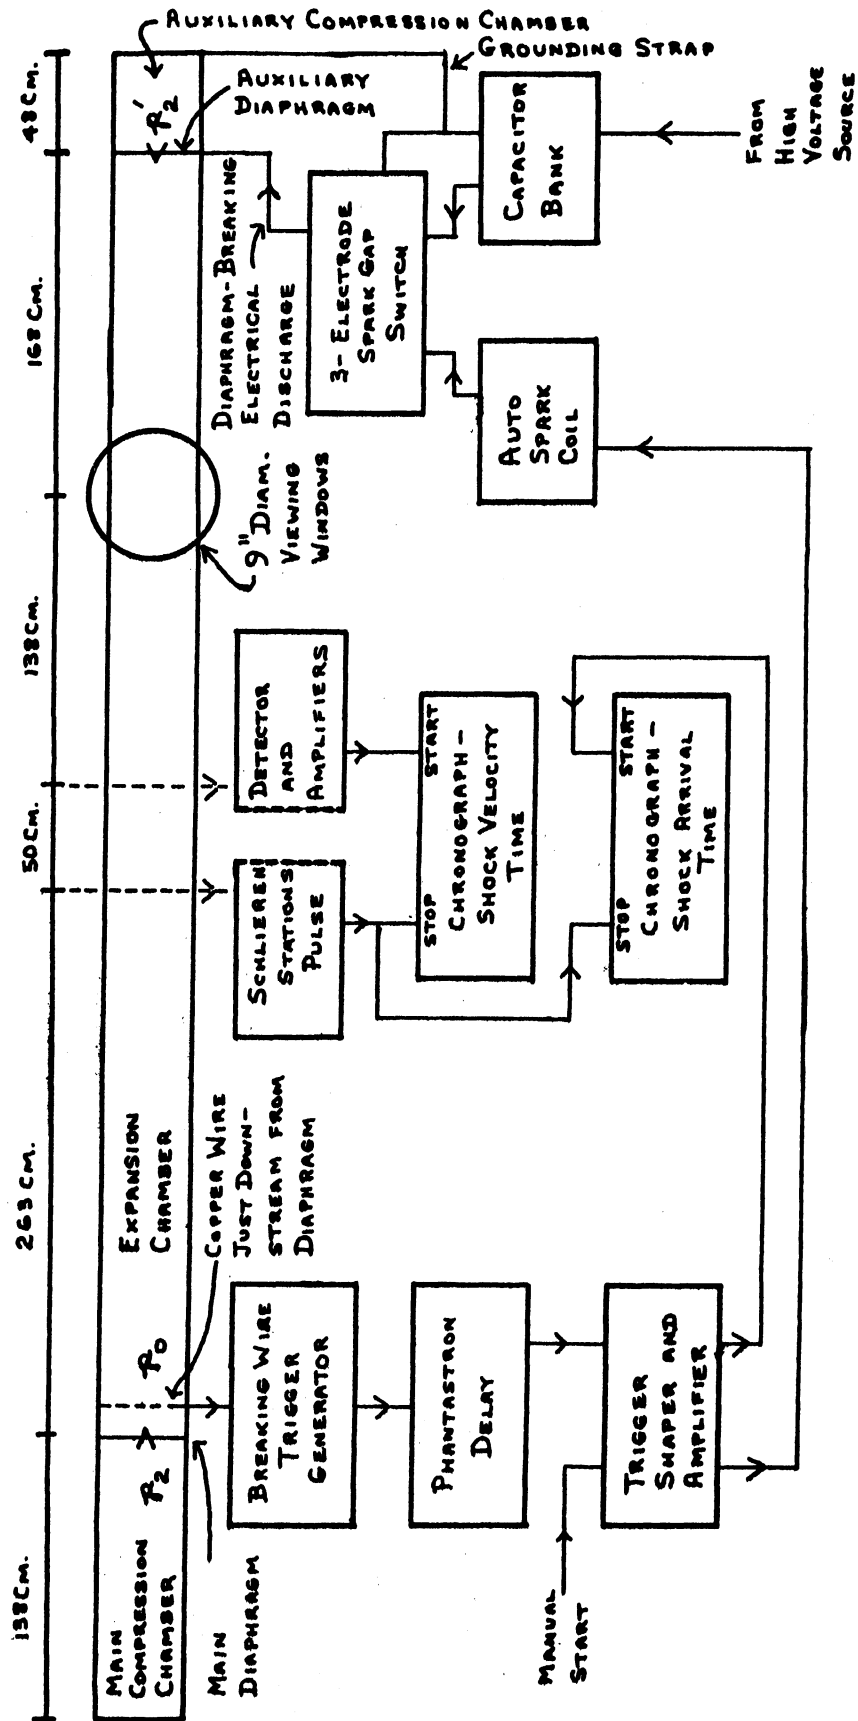 138 CM.
263 CM.
50 CM.
138 CM.
168 CM.
48 CM.
MAIN
COMPRESSION
CHAMBER
P2
P0
EXPANSION
CHAMBER
P2'
AUXILIARY COMPRESSION CHAMBER
GROUNDING STRAP
AUXILIARY
DIAPHRAGM
MAIN
DIAPHRAGM
COPPER WIRE
JUST DOWN-
STREAM FROM
DIAPHRAGM
9" DIAM.
VIEWING
WINDOWS
DIAPHRAGM-BREAKING
ELECTRICAL
DISCHARGE
BREAKING WIRE
TRIGGER
GENERATOR
SCHLIEREN
STATIONS
PULSE
DETECTOR
AND
AMPLIFIERS
3-ELECTRODE
SPARK GAP
SWITCH
CAPACITOR
BANK
FROM
HIGH
VOLTAGE
SOURCE
PHANTASTRON
DELAY
STOP
START
CHRONOGRAPH-
SHOCK VELOCITY
TIME
AUTO
SPARK
COIL
MANUAL
START
TRIGGER
SHAPER AND
AMPLIFIER
STOP
START
CHRONOGRAPH-
SHOCK ARRIVAL
TIME